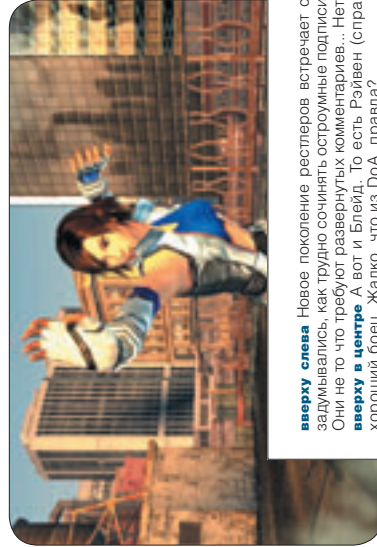 вверху слева Новое поколение рестлеров встречает с
задумывались, как трудно сочинять остроумные подписи
Они не то что требуют развернутых комментариев... Нет
вверху в центре А вот и Блейд. То есть Рэйвен (спра
хороший боец. Жалко, что из DoA, правда?